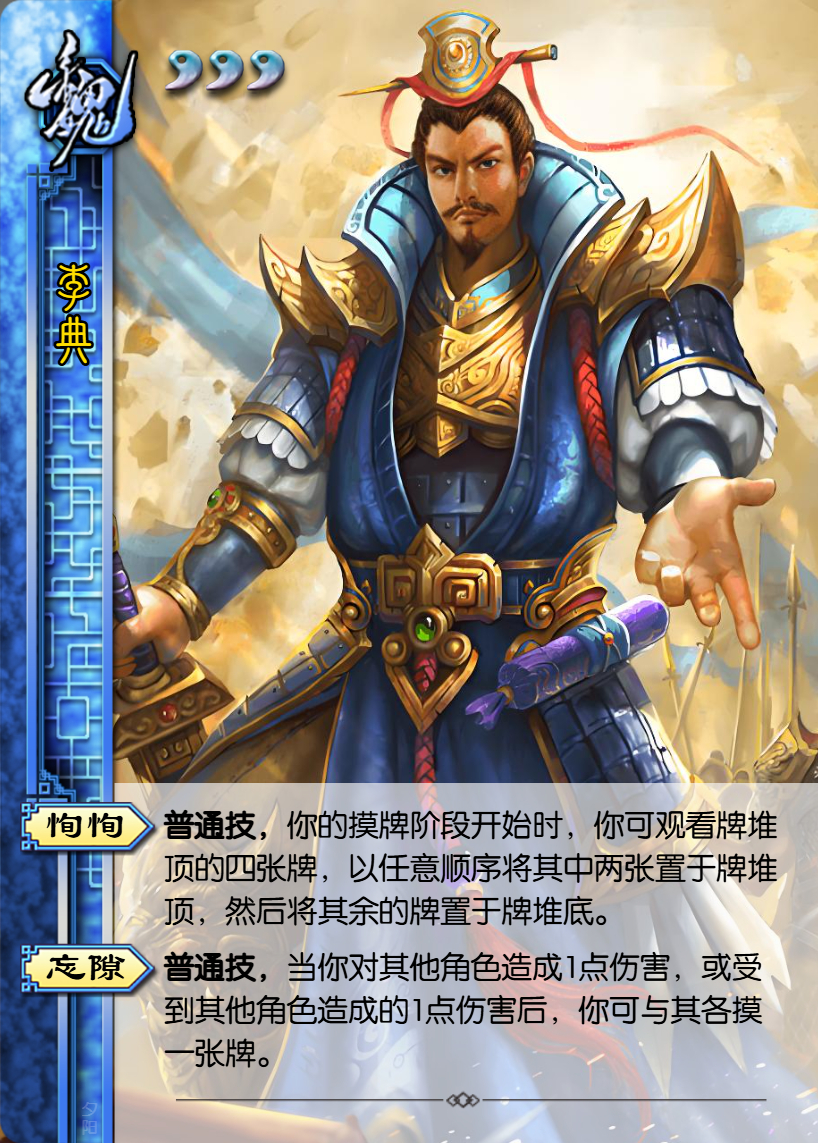 魏
李典
恂恂
普通技，你的摸牌阶段开始时，你可观看牌堆
顶的四张牌，以任意顺序将其中两张置于牌堆
顶，然后将其余的牌置于牌堆底。
忘隙
普通技，当你对其他角色造成1点伤害，或受
到其他角色造成的1点伤害后，你可与其各摸
一张牌。
夕阳